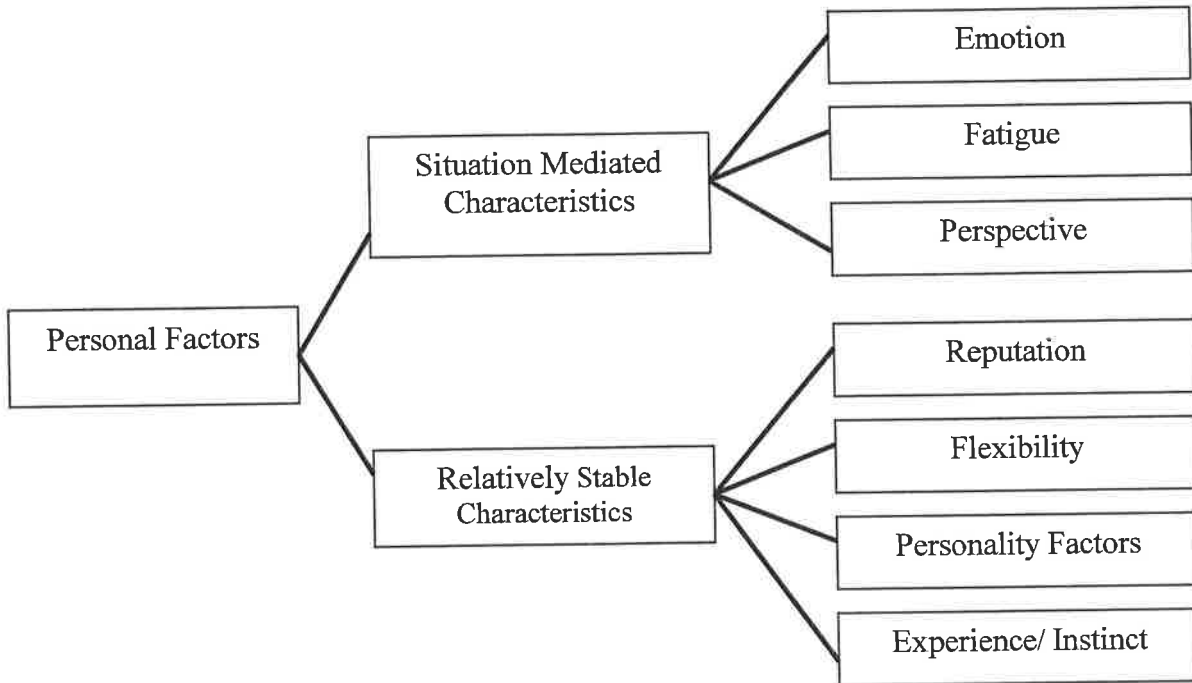 Emotion
Fatigue
Situation Mediated
Characteristics
Perspective
Personal Factors
Reputation
Flexibility
Relatively Stable
Characteristics
Personality Factors
Experience/ Instinct